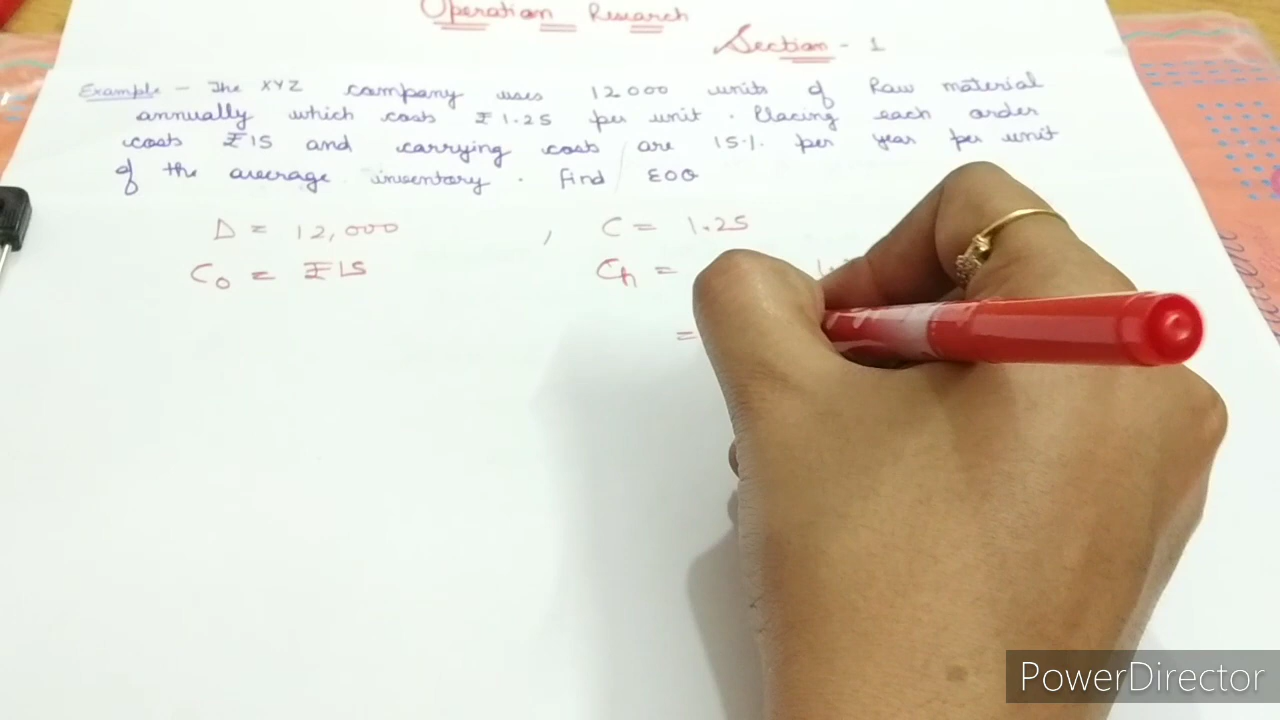 Operation Research
Section - 1
Example - The XYZ company uses 12000 units of Raw material
annually which costs ₹1.25 per unit. Placing each order
costs ₹15 and carrying costs are 15% per year per unit
of the average inventory. Find EOQ
D = 12,000 , C = 1.25
Co = ₹15 Ch =
=
PowerDirector